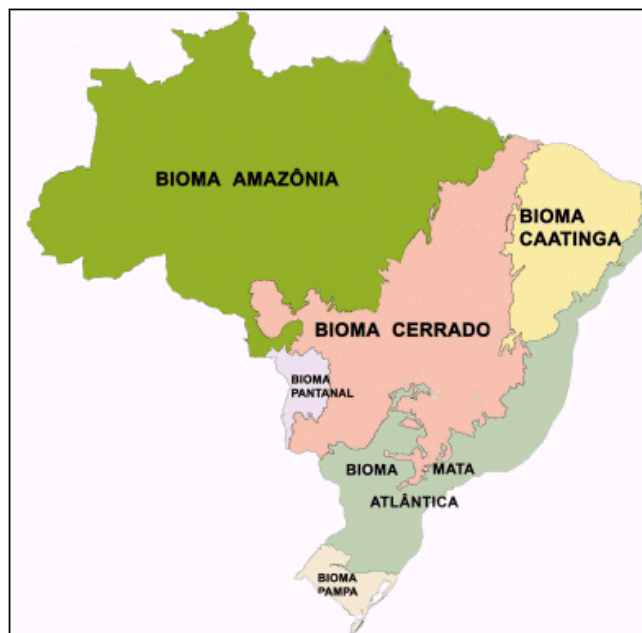 BIOMA AMAZÔNIA
BIOMA
CAATINGA
BIOMA CERRADO
BIOMA
PANTANAL
BIOMA MATA
ATLÂNTICA
BIOMA
PAMPA